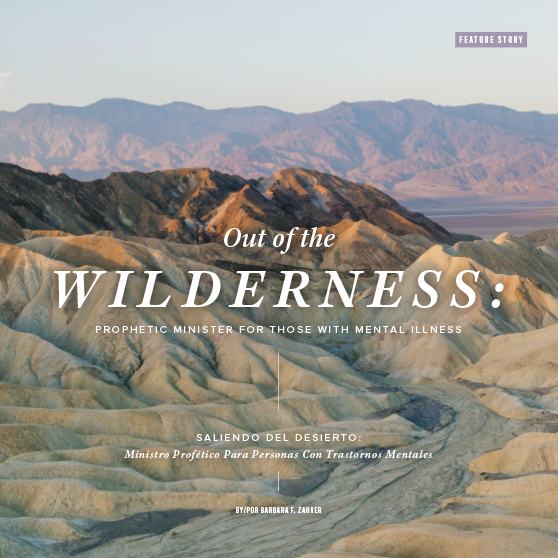 FEATURE STORY
Out of the
WILDERNESS:
PROPHETIC MINISTER FOR THOSE WITH MENTAL ILLNESS
SALIENDO DEL DESIERTO:
Ministro Profético Para Personas Con Trastornos Mentales
BY/POR BARBARA F. ZAHNER